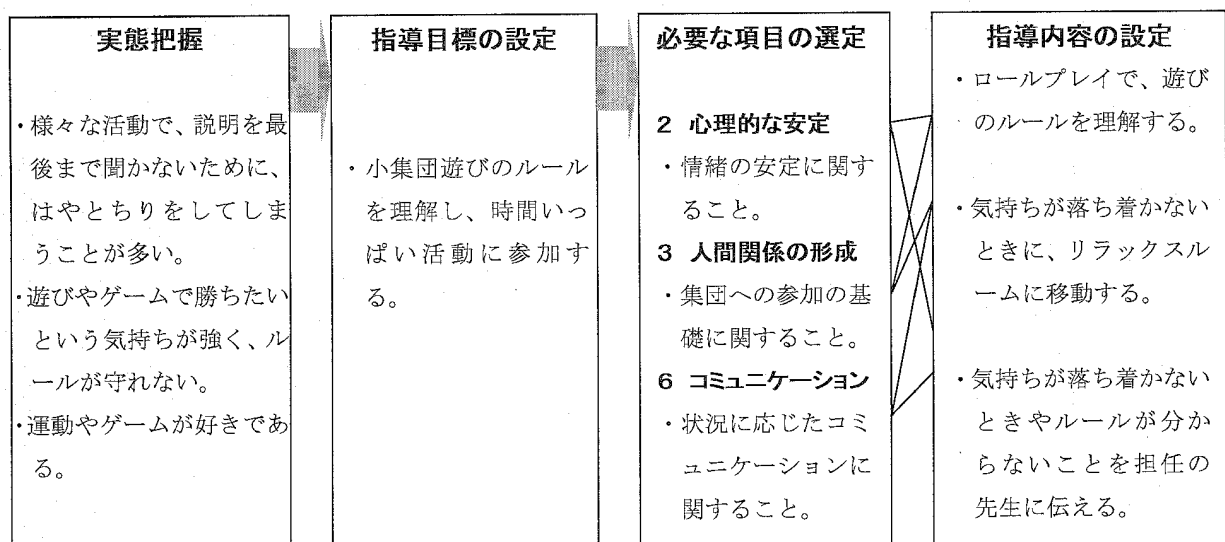 実態把握
・様々な活動で、説明を最
後まで聞かないために、
はやとちりをしてしま
うことが多い。
・遊びやゲームで勝ちたい
という気持ちが強く、ル
ールが守れない。
・運動やゲームが好きであ
る。
指導目標の設定
・小集団遊びのルール
を理解し、時間いっ
ぱい活動に参加す
る。
必要な項目の選定
2 心理的な安定
・情緒の安定に関す
ること。
3 人間関係の形成
・集団への参加の基
礎に関すること。
6 コミュニケーション
・状況に応じたコミ
ュニケーションに
関すること。
指導内容の設定
・ロールプレイで、遊び
のルールを理解する。
・気持ちが落ち着かない
ときに、リラックスル
ームに移動する。
・気持ちが落ち着かない
ときやルールが分か
らないことを担任の
先生に伝える。